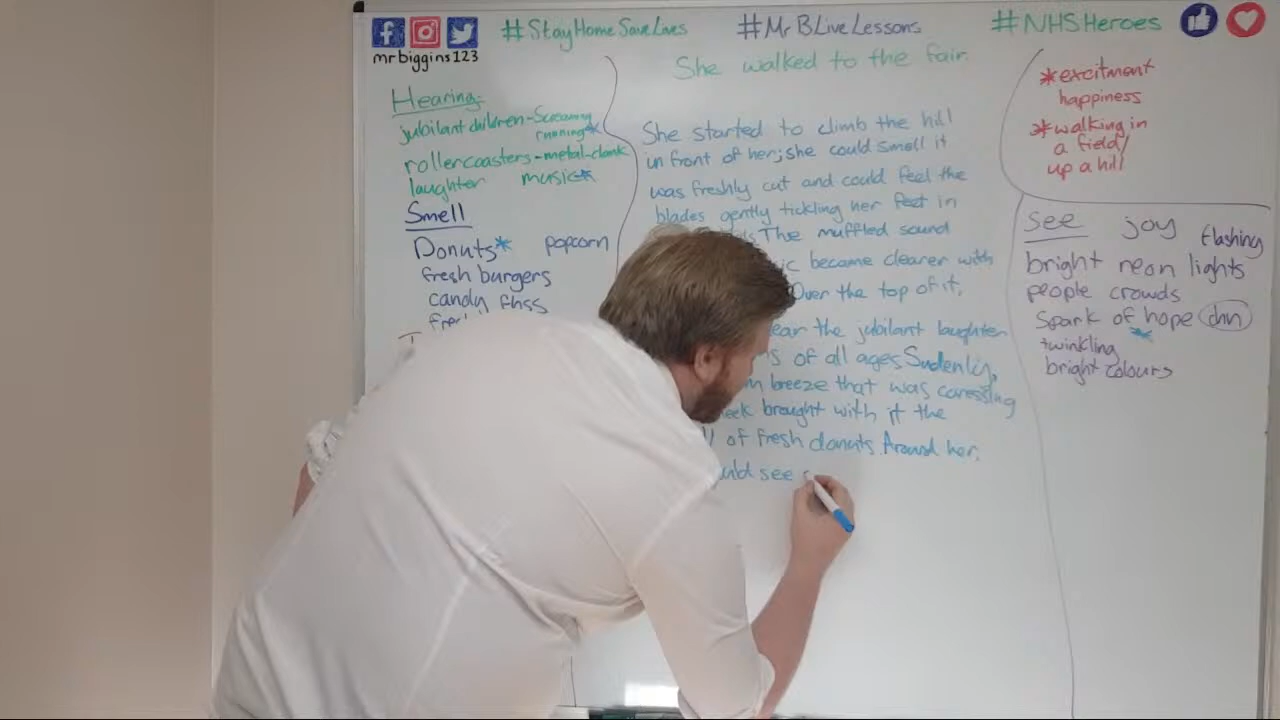 #StayHomeSaveLives #MrBLiveLessons #NHSHeroes
mrbiggins123
She walked to the fair.
Hearing:
jubilant children-Screaming
running*
rollercoasters-metal-clank
laughter music*
Smell
Donuts* popcorn
fresh burgers
candy
She started to climb the hill
in front of her; she could smell it
was freshly cut and could feel the
blades gently tickling her feet in
The muffled sound
became clearer with
Over the top of it,
the jubilant laughter
of all ages Sudenly,
breeze that was caressing
brought with it the
of fresh donuts. Around her,
see
*excitment
happiness
*walking in
a field/
up a hill
see joy flashing
bright neon lights
people crowds
Spark of hope
*
twinkling
bright colours